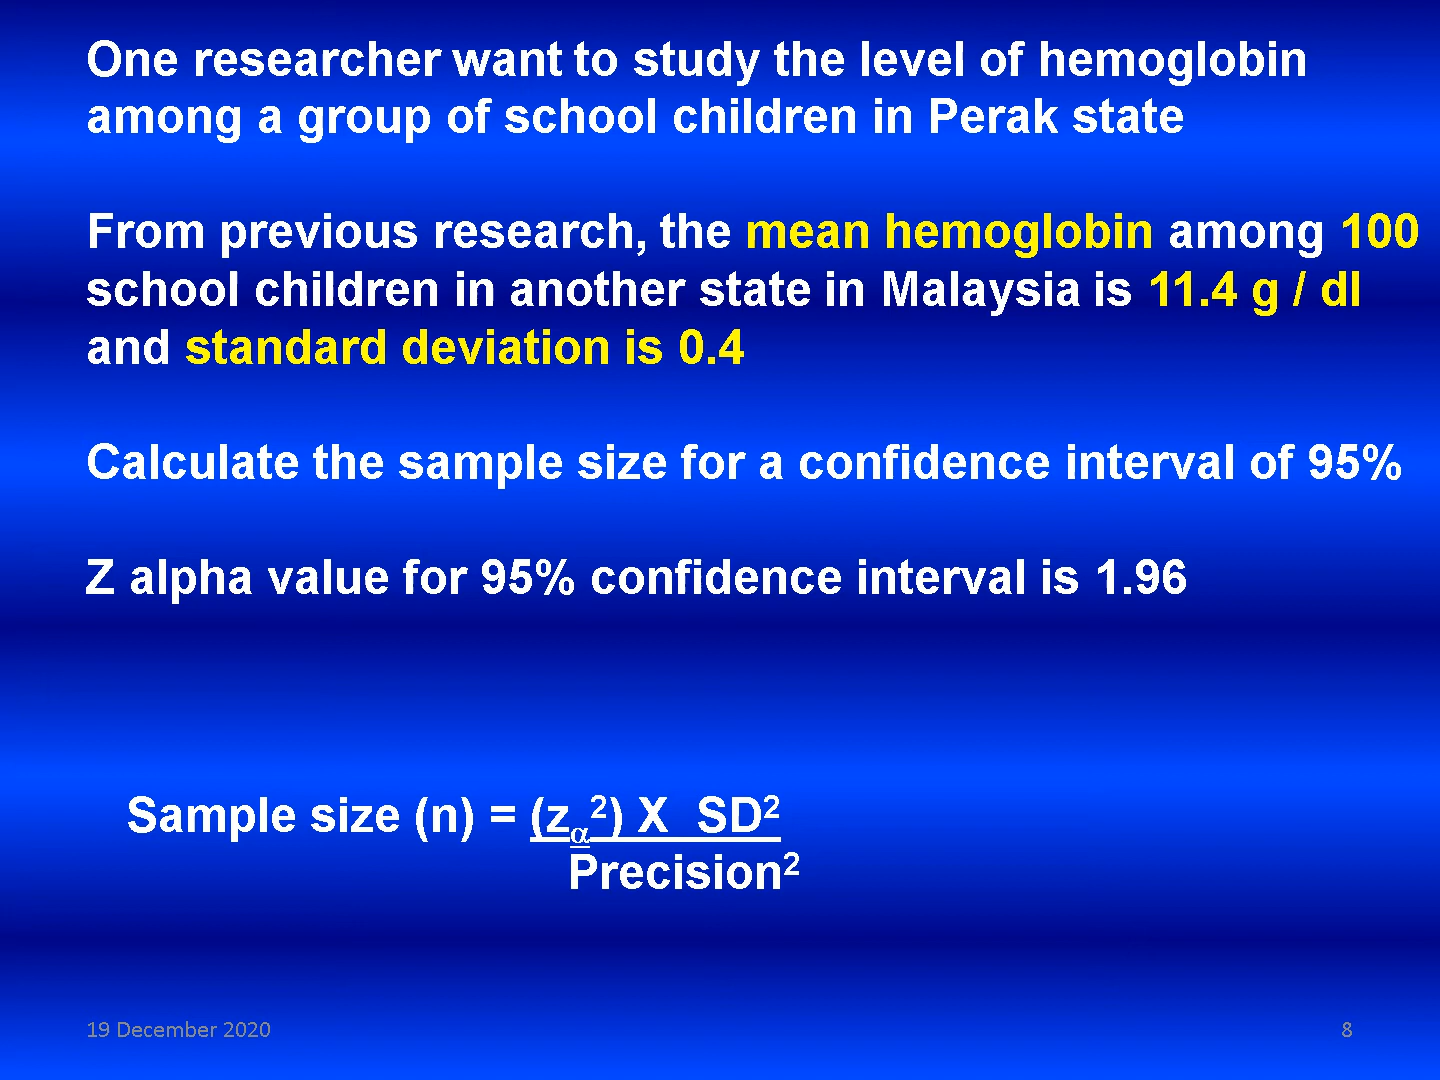 One researcher want to study the level of hemoglobin
among a group of school children in Perak state
From previous research, the mean hemoglobin among 100
school children in another state in Malaysia is 11.4 g / dl
and standard deviation is 0.4
Calculate the sample size for a confidence interval of 95%
Z alpha value for 95% confidence interval is 1.96
Sample size (n) = (zα²) X SD²
Precision²
19 December 2020
8